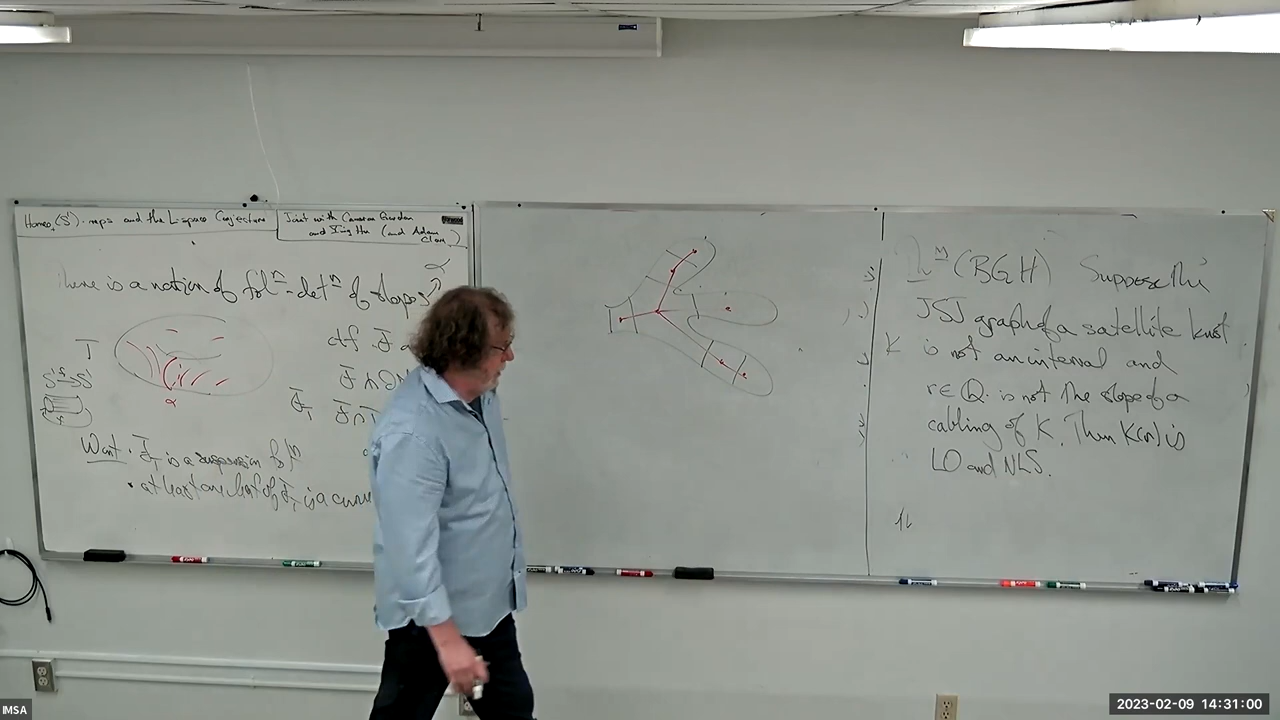 Homeo₊(S¹)-reps and the L-space Conjecture
Joint with Cameron Gordon
and Ying Hu (and Adam
Clay)
There is a notion of fol^n-det^n of slopes
α
T
S¹ → S¹
α
Want · is a suspension fol^n
· at least one leaf of is a curve
Th^m (BGH) Suppose the
JSJ graph of a satellite knot
K is not an interval and
r ∈ Q is not the slope of a
cabling of K. Then K(r) is
LO and NLS.
IMSA
2023-02-09 14:31:00